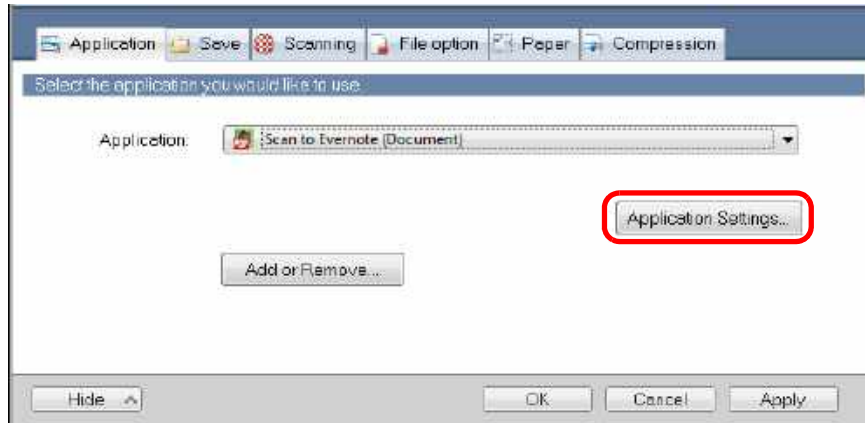 Application Save Scanning File option Paper Compression
Select the application you would like to use.
Application: Scan to Evernote (Document)
Application Settings...
Add or Remove...
Hide OK Cancel Apply